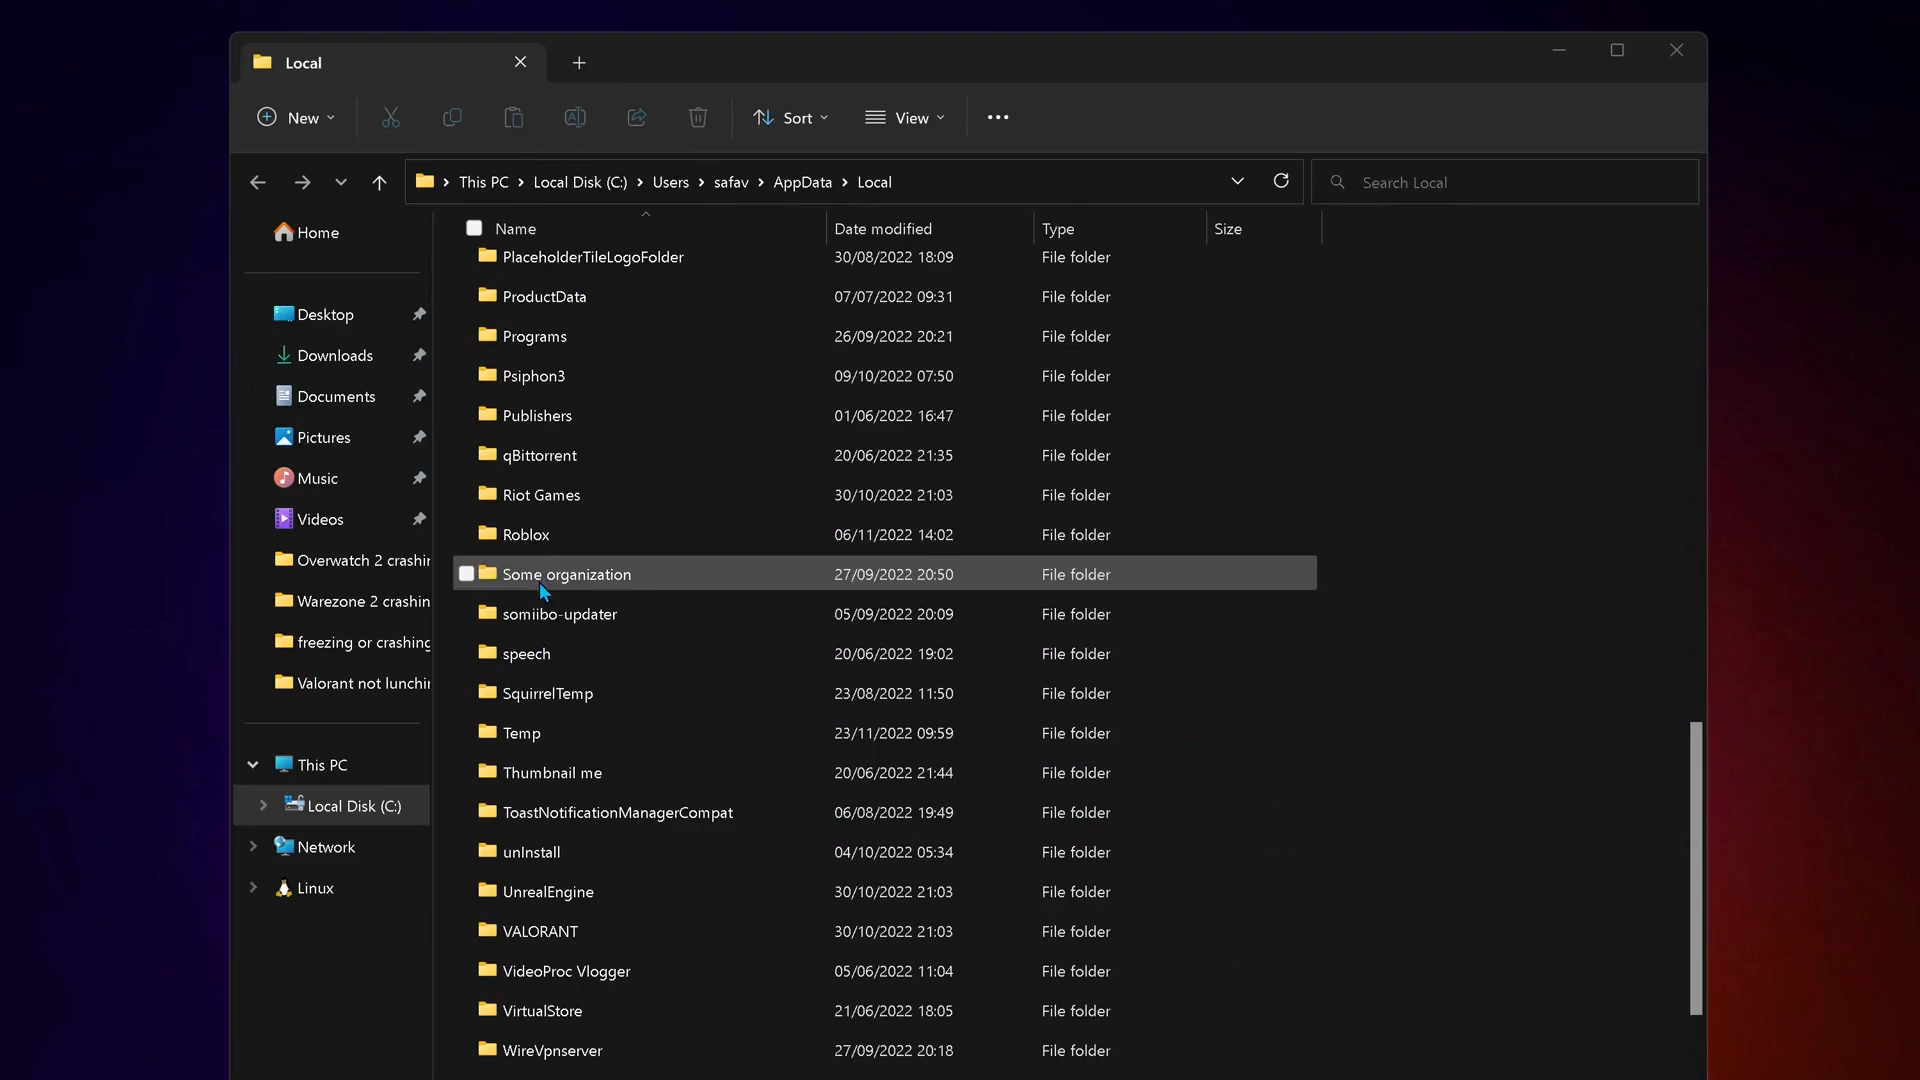 Local
New
Sort
View
This PC > Local Disk (C:) > Users > safav > AppData > Local
Search Local
Home
Desktop
Downloads
Documents
Pictures
Music
Videos
Overwatch 2 crashin
Warezone 2 crashin
freezing or crashing
Valorant not lunchin
This PC
Local Disk (C:)
Network
Linux
Name Date modified Type Size
PlaceholderTileLogoFolder 30/08/2022 18:09 File folder
ProductData 07/07/2022 09:31 File folder
Programs 26/09/2022 20:21 File folder
Psiphon3 09/10/2022 07:50 File folder
Publishers 01/06/2022 16:47 File folder
qBittorrent 20/06/2022 21:35 File folder
Riot Games 30/10/2022 21:03 File folder
Roblox 06/11/2022 14:02 File folder
Some organization 27/09/2022 20:50 File folder
somiibo-updater 05/09/2022 20:09 File folder
speech 20/06/2022 19:02 File folder
SquirrelTemp 23/08/2022 11:50 File folder
Temp 23/11/2022 09:59 File folder
Thumbnail me 20/06/2022 21:44 File folder
ToastNotificationManagerCompat 06/08/2022 19:49 File folder
unInstall 04/10/2022 05:34 File folder
UnrealEngine 30/10/2022 21:03 File folder
VALORANT 30/10/2022 21:03 File folder
VideoProc Vlogger 05/06/2022 11:04 File folder
VirtualStore 21/06/2022 18:05 File folder
WireVpnserver 27/09/2022 20:18 File folder